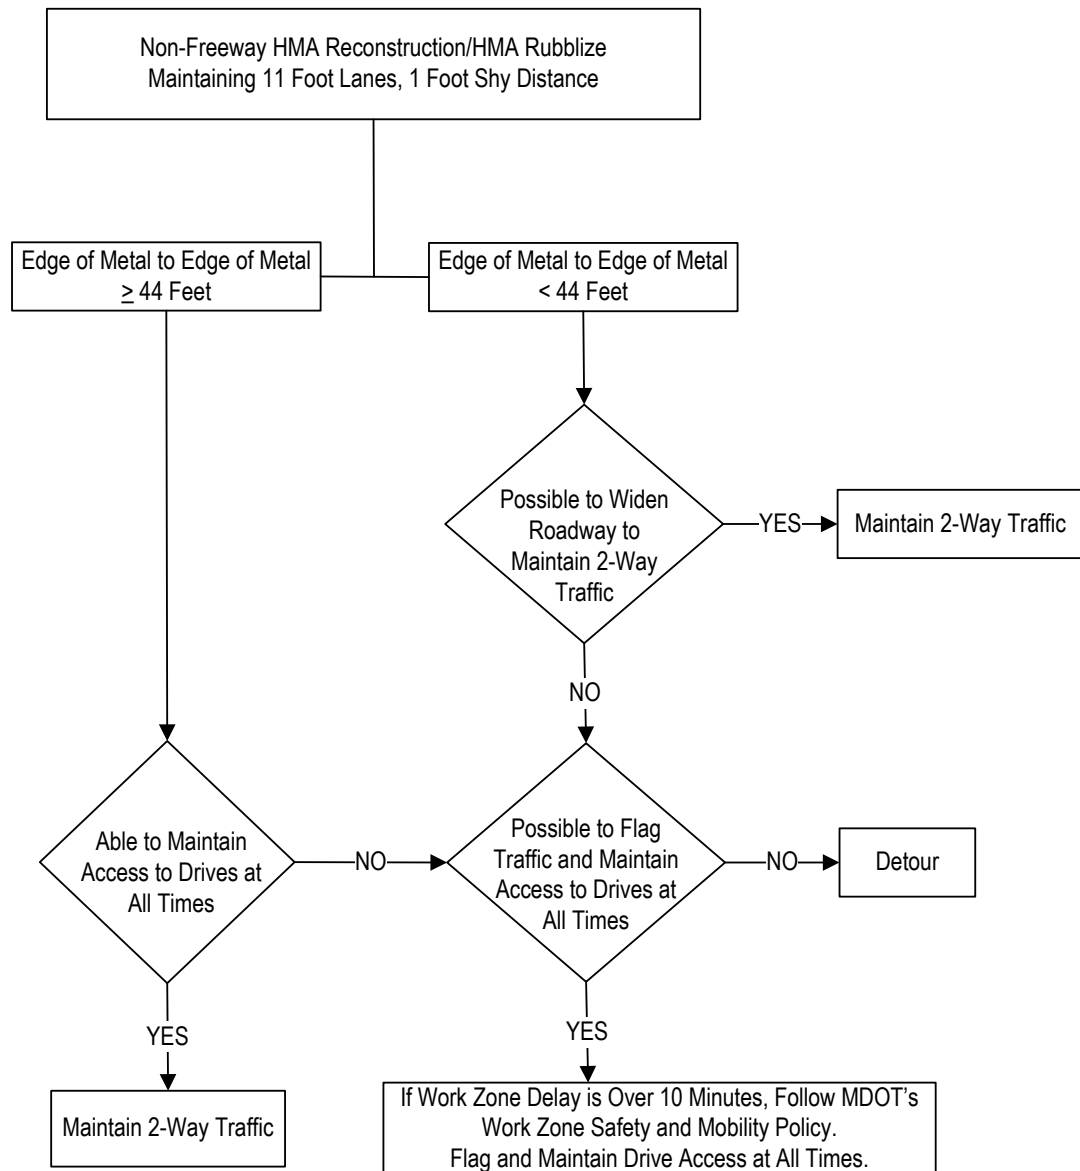 Non-Freeway HMA Reconstruction/HMA Rubblize
Maintaining 11 Foot Lanes, 1 Foot Shy Distance
Edge of Metal to Edge of Metal
≥ 44 Feet
Edge of Metal to Edge of Metal
< 44 Feet
Possible to Widen
Roadway to
Maintain 2-Way
Traffic
YES
Maintain 2-Way Traffic
NO
Able to Maintain
Access to Drives at
All Times
NO
Possible to Flag
Traffic and Maintain
Access to Drives at
All Times
NO
Detour
YES
YES
Maintain 2-Way Traffic
If Work Zone Delay is Over 10 Minutes, Follow MDOT's
Work Zone Safety and Mobility Policy.
Flag and Maintain Drive Access at All Times.